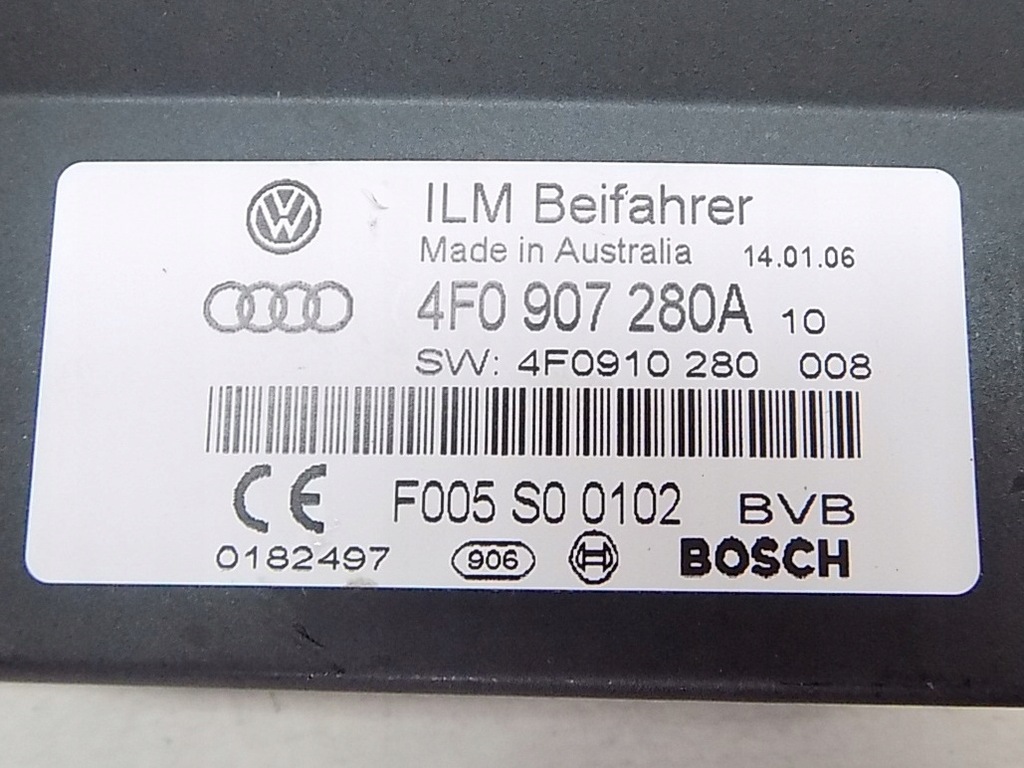 ILM Beifahrer
Made in Australia 14.01.06
4F0 907 280A 10
SW: 4F0910 280 008
CE F005 S0 0102 BVB
0182497 906 BOSCH